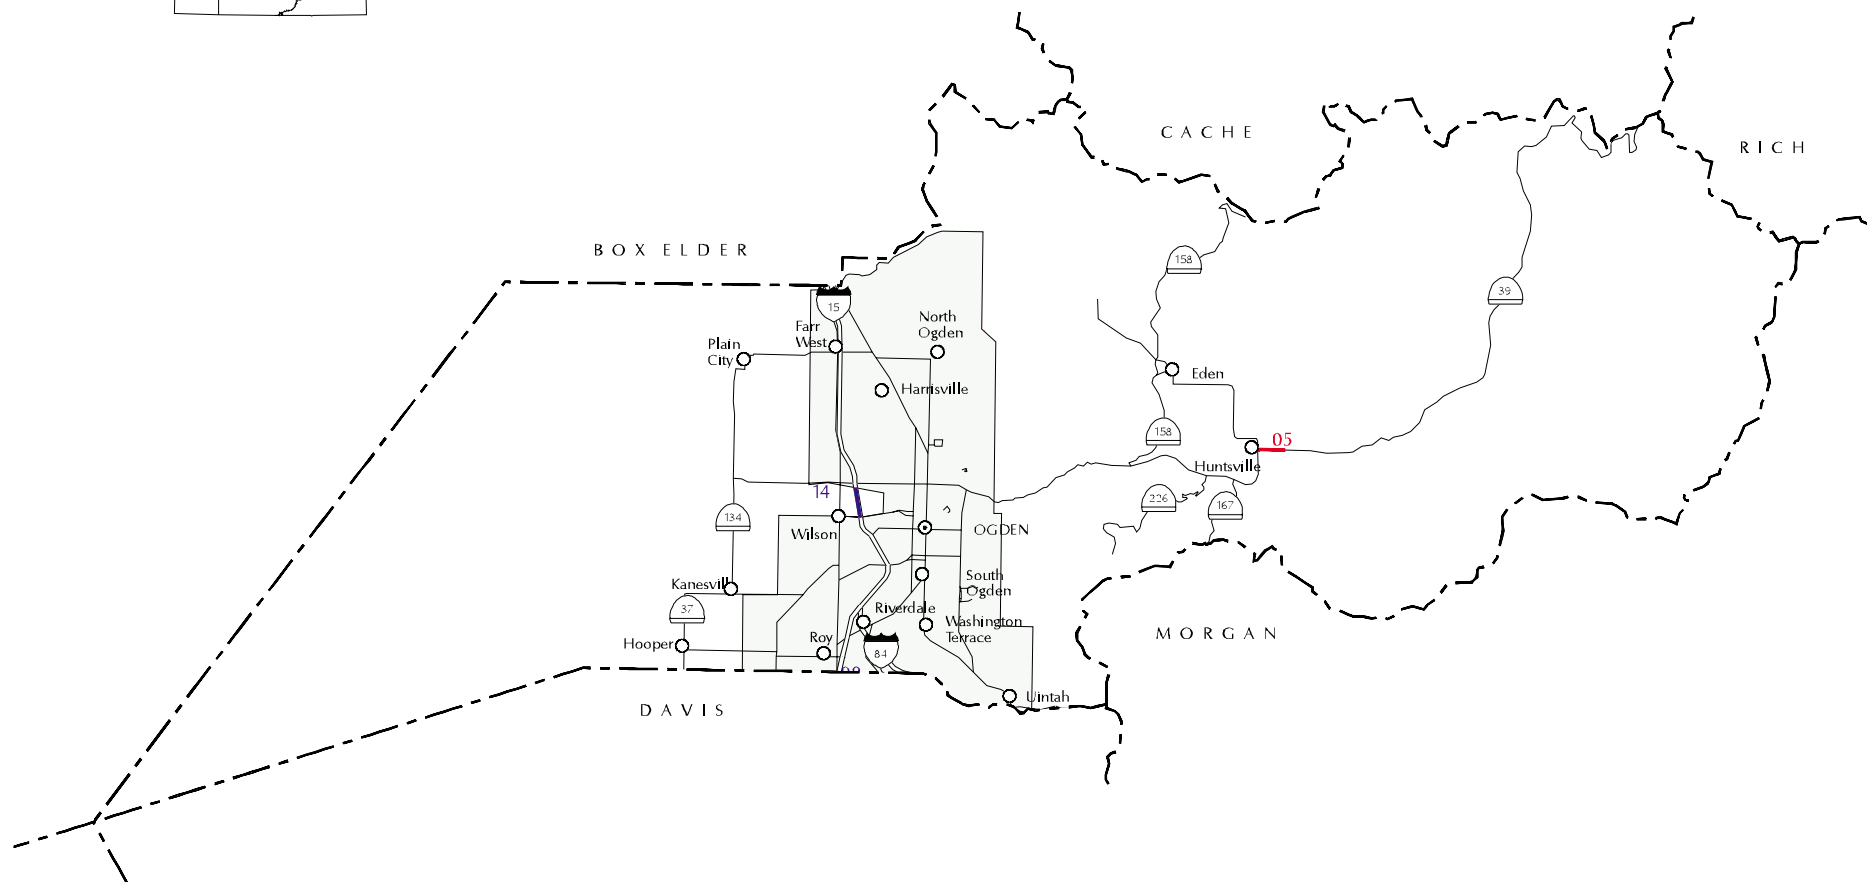 CACHE
RICH
BOX ELDER
158
39
15
North
Ogden
Farr
West
Plain
City
Eden
Harrisville
158
05
Huntsville
14
226
167
134
OGDEN
Wilson
South
Ogden
Kanesvill
37
Riverdale
Washington
Terrace
Roy
Hooper
84
MORGAN
Uintah
DAVIS